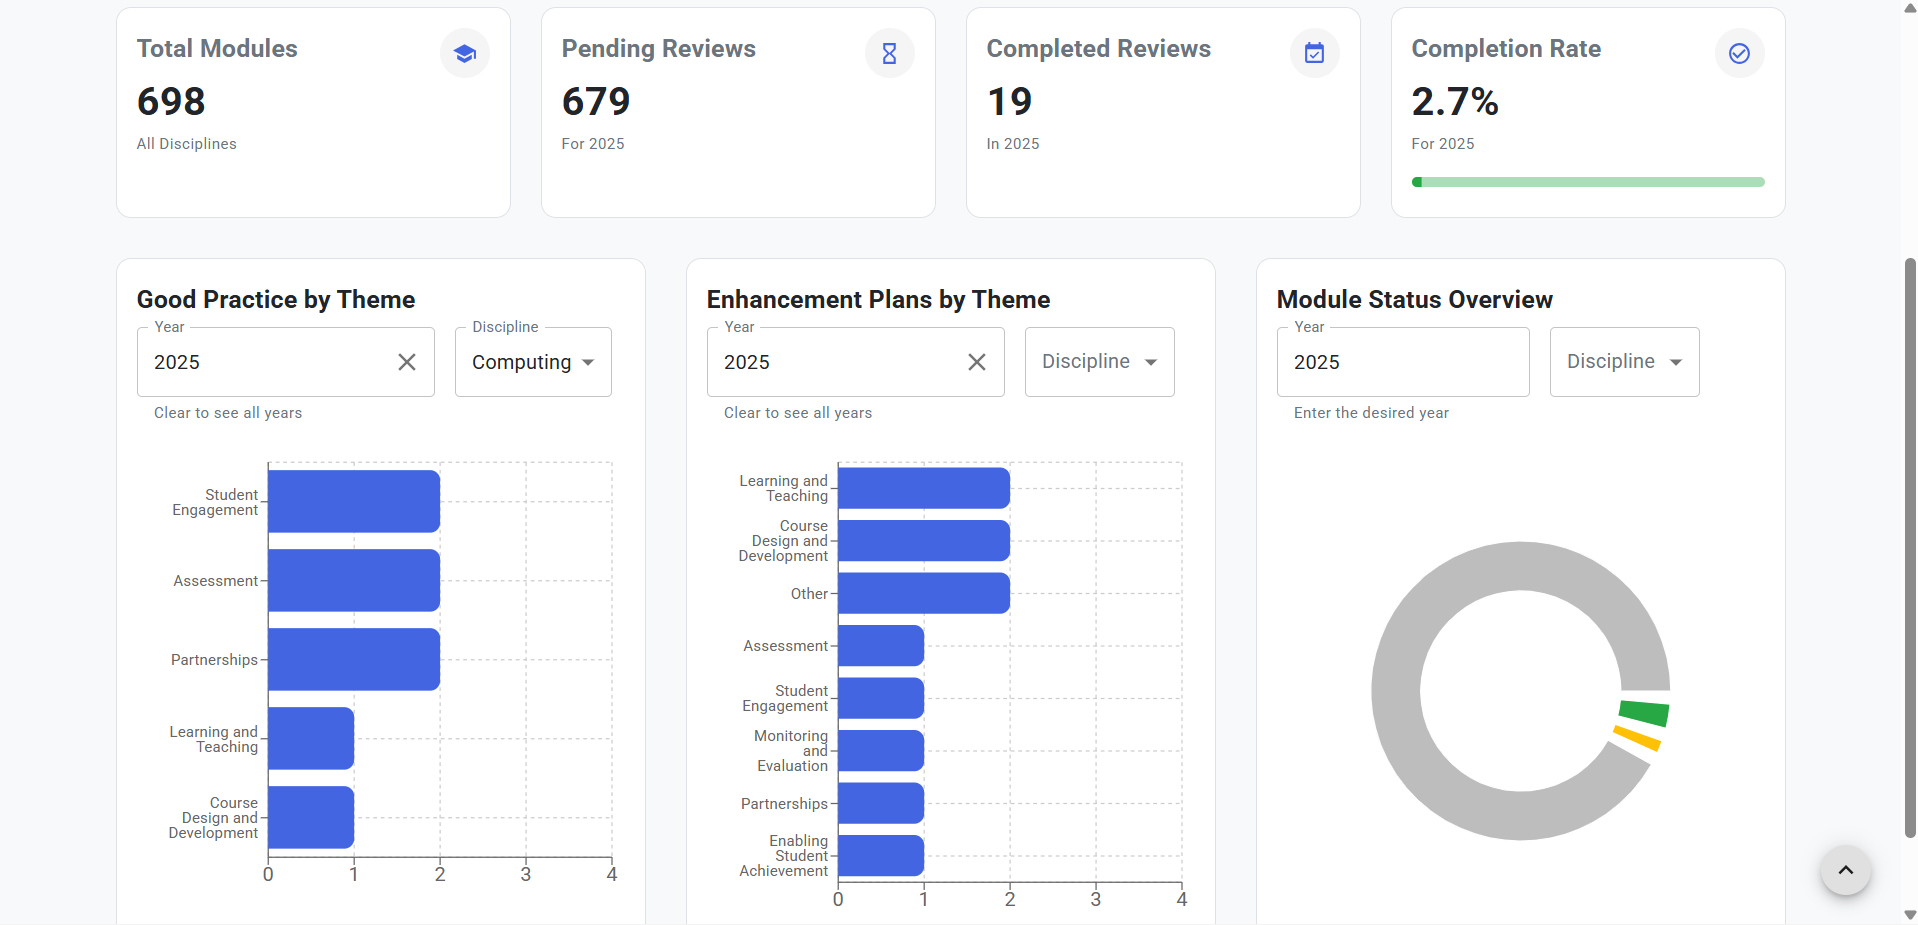 Total Modules
698
All Disciplines
Pending Reviews
679
For 2025
Completed Reviews
19
In 2025
Completion Rate
2.7%
For 2025
Good Practice by Theme
Year
2025
Discipline
Computing
Clear to see all years
Student
Engagement
Assessment
Partnerships
Learning and
Teaching
Course
Design and
Development
0 1 2 3 4
Enhancement Plans by Theme
Year
2025
Discipline
Clear to see all years
Learning and
Teaching
Course
Design and
Development
Other
Assessment
Student
Engagement
Monitoring
and
Evaluation
Partnerships
Enabling
Student
Achievement
0 1 2 3 4
Module Status Overview
Year
2025
Discipline
Enter the desired year